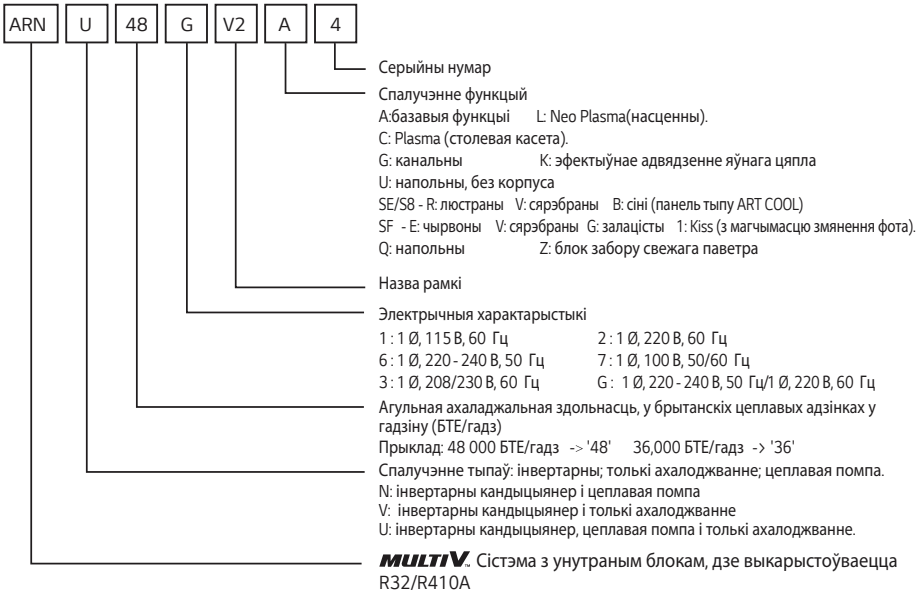 ARN U 48 G V2 A 4
Серыйны нумар
Спалучэнне функцый
А:базавыя функцыі L: Neo Plasma(насценны).
C: Plasma (столевая касета).
G: канальны K: эфектыўнае адвядзенне яўнага цяпла
U: напольны, без корпуса
SE/S8 - R: люстраны V: сярэбраны B: сіні (панель тыпу ART COOL)
SF - E: чырвоны V: сярэбраны G: залацісты 1: Kiss (з магчымасцю змянення фота).
Q: напольны Z: блок забору свежага паветра
Назва рамкі
Электрычныя характарыстыкі
1 : 1 Ø, 115 В, 60 Гц 2 : 1 Ø, 220 В, 60 Гц
6 : 1 Ø, 220 - 240 В, 50 Гц 7 : 1 Ø, 100 В, 50/60 Гц
3 : 1 Ø, 208/230 В, 60 Гц G : 1 Ø, 220 - 240 В, 50 Гц/1 Ø, 220 В, 60 Гц
Агульная ахаладжальная здольнасць, у брытанскіх цеплавых адзінках у
гадзіну (БТЕ/гадз)
Прыклад: 48 000 БТЕ/гадз -> '48' 36,000 БТЕ/гадз -> '36'
Спалучэнне тыпаў: інвертарны; толькі ахалоджванне; цеплавая помпа.
N: інвертарны кандыцыянер і цеплавая помпа
V: інвертарны кандыцыянер і толькі ахалоджванне
U: інвертарны кандыцыянер, цеплавая помпа і толькі ахалоджванне.
MULTI V™ Сістэма з унутраным блокам, дзе выкарыстоўваецца
R32/R410A